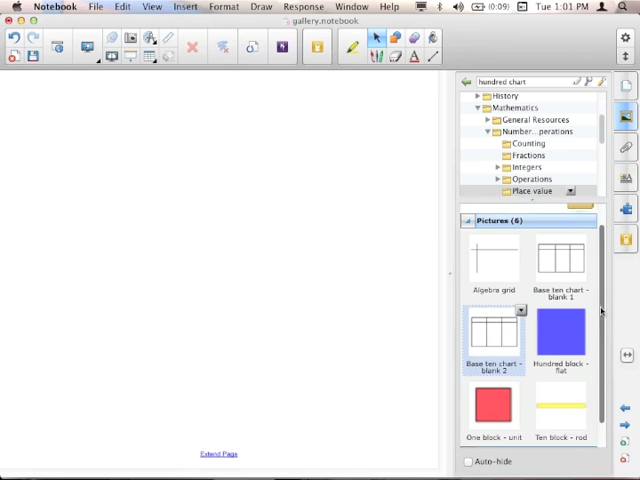 Notebook File Edit View Insert Format Draw Response Window Help (0:09) Tue 1:01 PM
gallery.notebook
hundred chart
History
Mathematics
General Resources
Number...perations
Counting
Fractions
Integers
Operations
Place value
Pictures (6)
Algebra grid
Base ten chart -
blank 1
Base ten chart -
blank 2
Hundred block -
flat
One block - unit
Ten block - rod
Extend Page
Auto-hide